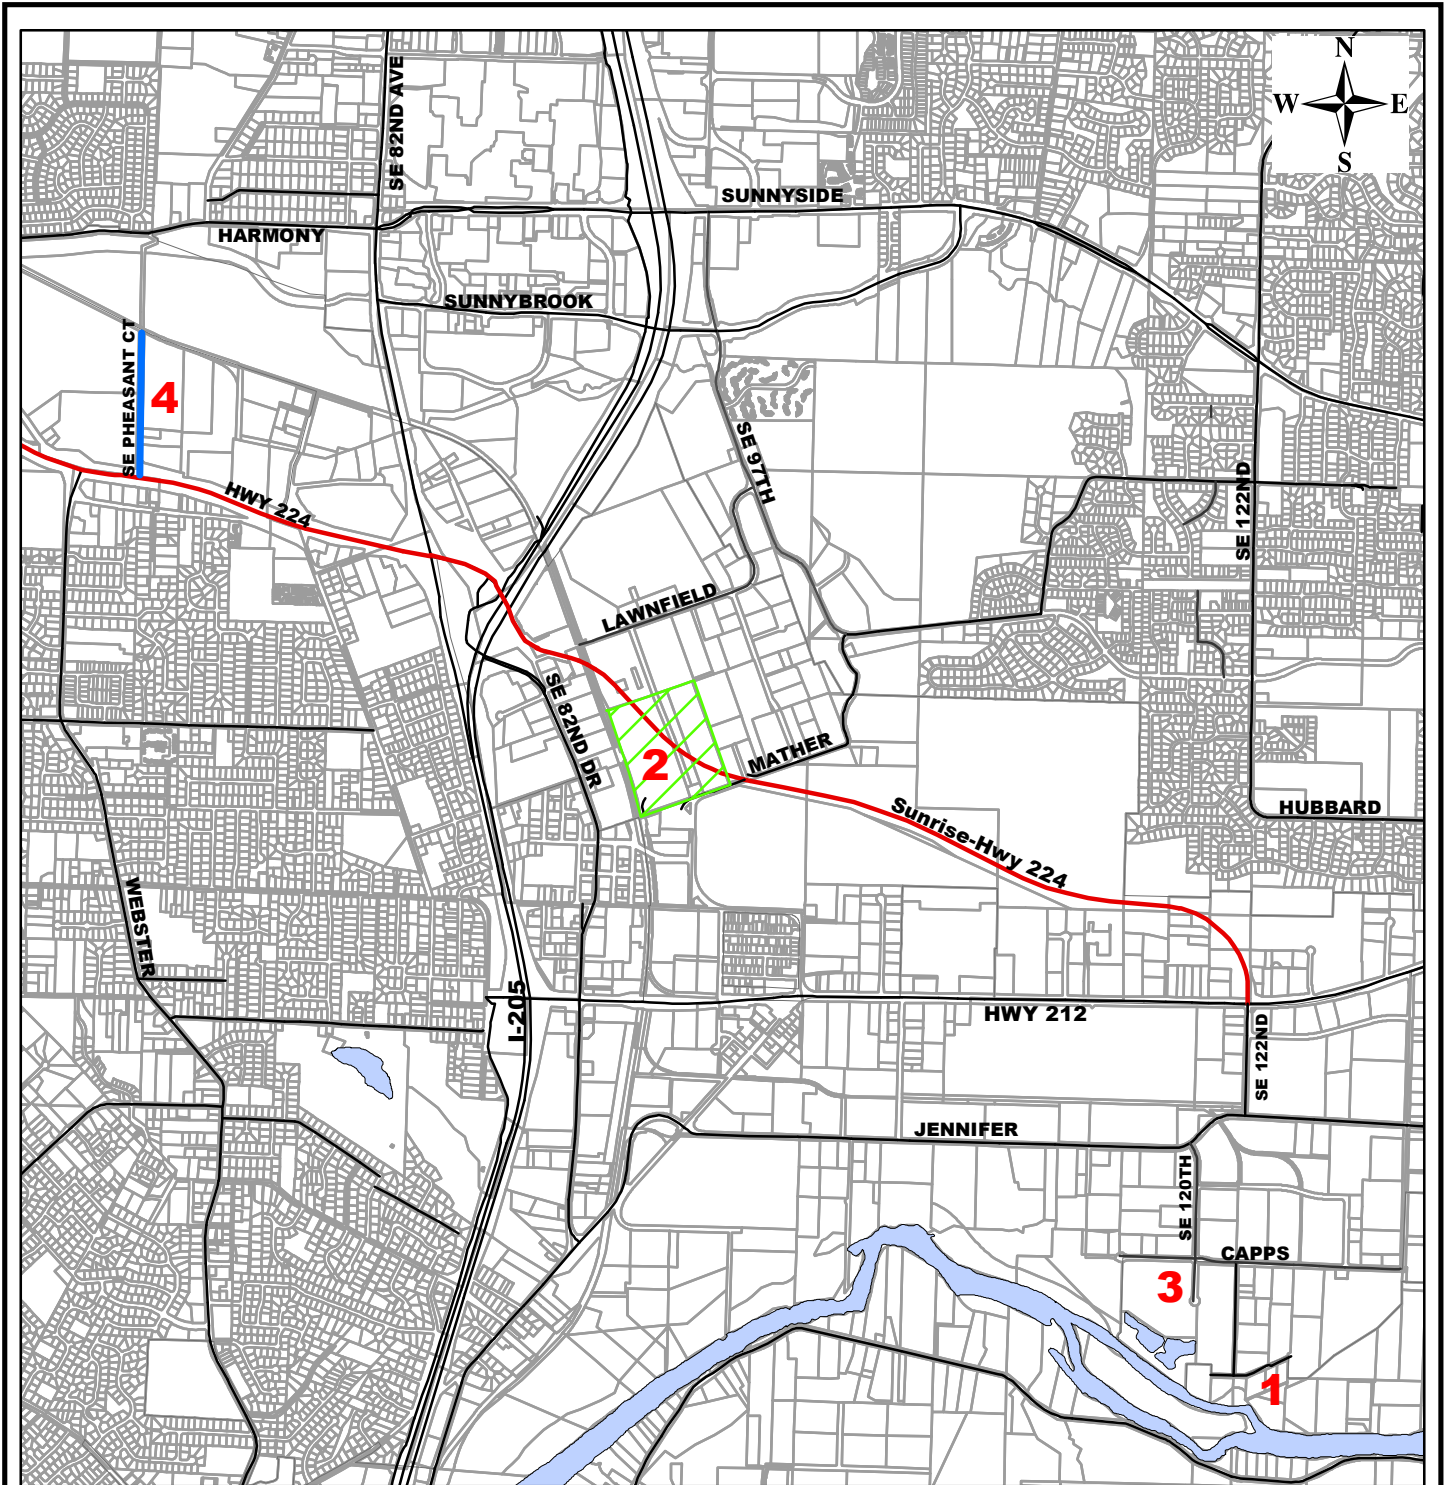 N
W E
S
SE 82ND AVE
SUNNYSIDE
HARMONY
SUNNYBROOK
SE PHEASANT CT
4
SE 97TH
HWY 224
SE 122ND
LAWNFIELD
SE 82ND DR
2
MATHER
Sunrise-Hwy 224
HUBBARD
WEBSTER
I-205
HWY 212
SE 122ND
JENNIFER
SE 120TH
CAPPS
3
1